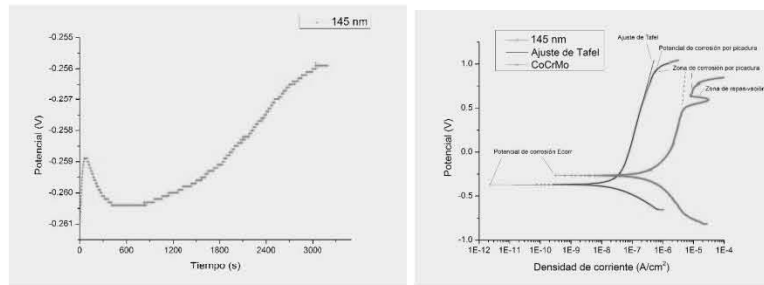 145 nm
-0.255
-0.256
-0.257
-0.258
-0.259
-0.260
-0.261
Potencial (V)
0
600
1200
1800
2400
3000
Tiempo (s)
145 nm
Ajuste de Tafel
CoCrMo
Ajuste de Tafel
Potencial de corrosión por picadura
Zona de corrosión por picadura
Zona de
Potencial de corrosión Ecorr
1.0
0.5
0.0
-0.5
-1.0
Potencial (V)
1E-12
1E-11
1E-10
1E-9
1E-8
1E-7
1E-6
1E-5
1E-4
Densidad de corriente (A/cm²)